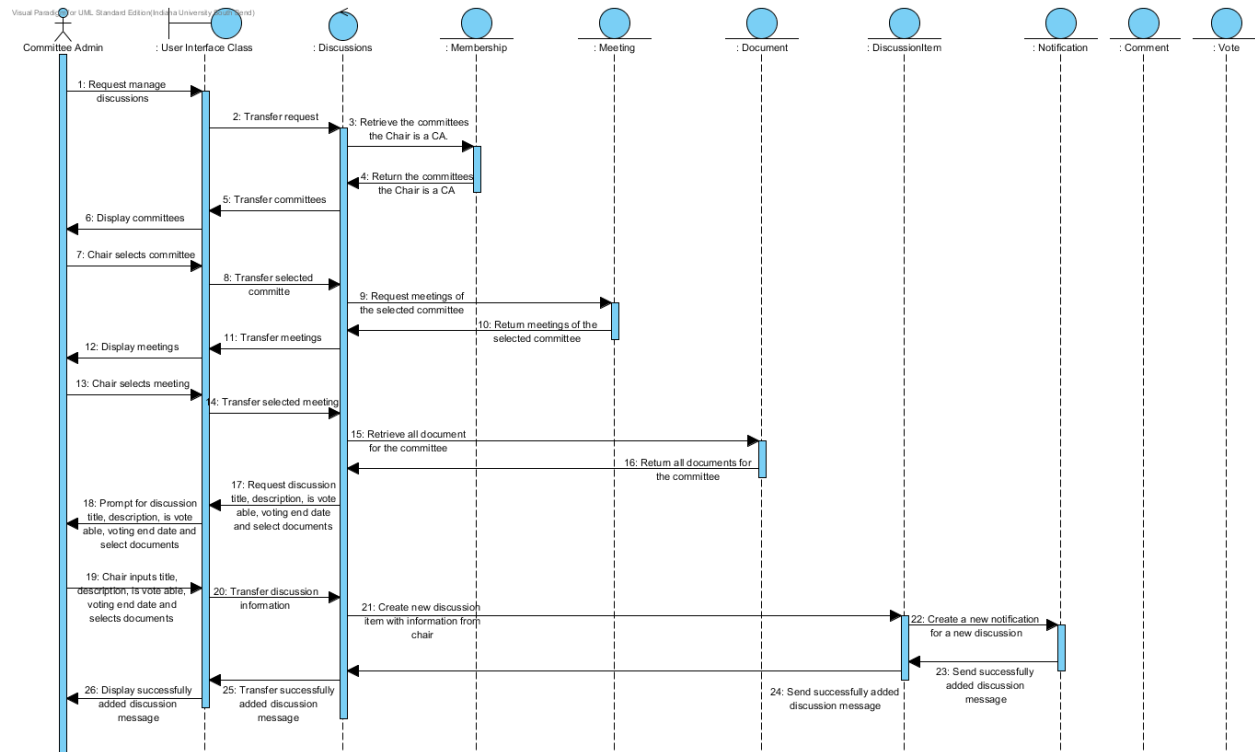 Visual Paradigm for UML Standard Edition(Indiana University South Bend)
Committee Admin
: User Interface Class
: Discussions
: Membership
: Meeting
: Document
: DiscussionItem
: Notification
: Comment
: Vote
1: Request manage
discussions
2: Transfer request
3: Retrieve the committees
the Chair is a CA.
4: Return the committees
the Chair is a CA
5: Transfer committees
6: Display committees
7: Chair selects committee
8: Transfer selected
committe
9: Request meetings of
the selected committee
10: Return meetings of the
selected committee
11: Transfer meetings
12: Display meetings
13: Chair selects meeting
14: Transfer selected meeting
15: Retrieve all document
for the committee
16: Return all documents for
the committee
17: Request discussion
title, description, is vote
able, voting end date
and select documents
18: Prompt for discussion
title, description, is vote
able, voting end date and
select documents
19: Chair inputs title,
description, is vote able,
voting end date and
selects documents
20: Transfer discussion
information
21: Create new discussion
item with information from
chair
22: Create a new notification
for a new discussion
23: Send successfully
added discussion
message
24: Send successfully added
discussion message
25: Transfer successfully
added discussion
message
26: Display successfully
added discussion
message